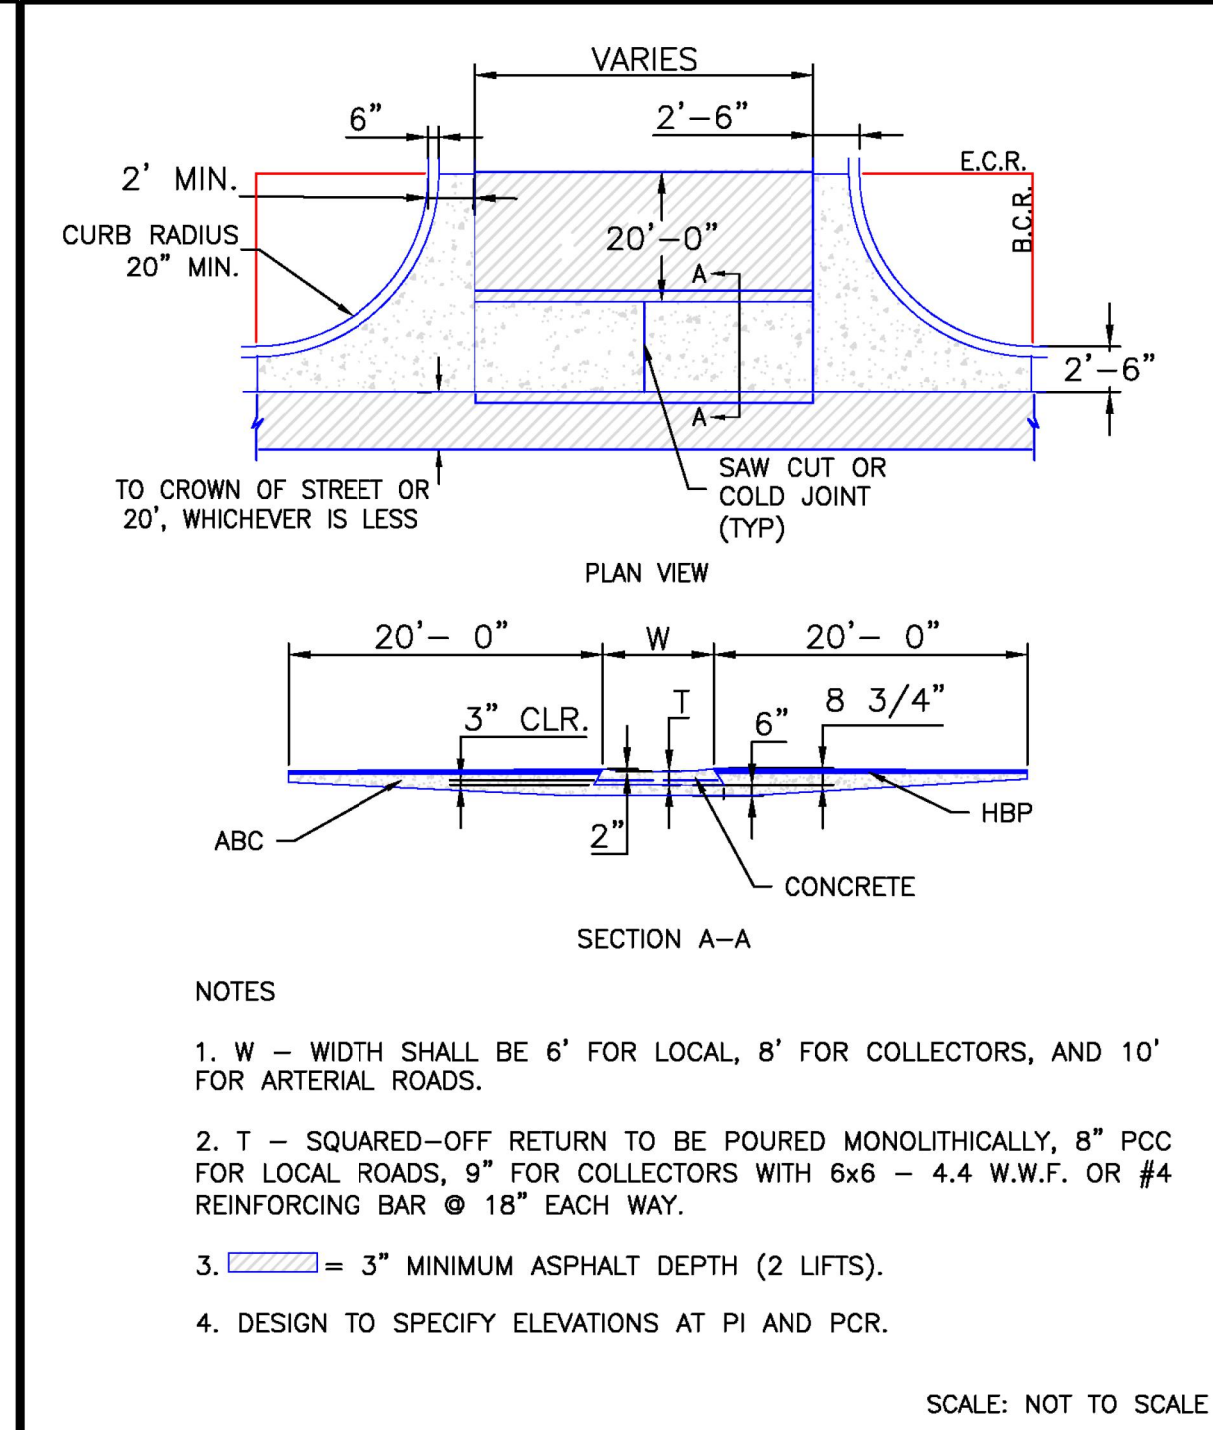 VARIES
6”
2’-6”
E.C.R.
2’ MIN.
B.C.R.
CURB RADIUS
20” MIN.
20’-0”
A
2’-6”
A
TO CROWN OF STREET OR
20’, WHICHEVER IS LESS
SAW CUT OR
COLD JOINT
(TYP)
PLAN VIEW
20’- 0”
W
20’- 0”
3” CLR.
T
6”
8 3/4”
ABC
2”
HBP
CONCRETE
SECTION A-A
NOTES
1. W – WIDTH SHALL BE 6’ FOR LOCAL, 8’ FOR COLLECTORS, AND 10’
FOR ARTERIAL ROADS.
2. T – SQUARED-OFF RETURN TO BE POURED MONOLITHICALLY, 8” PCC
FOR LOCAL ROADS, 9” FOR COLLECTORS WITH 6x6 – 4.4 W.W.F. OR #4
REINFORCING BAR @ 18” EACH WAY.
3. = 3” MINIMUM ASPHALT DEPTH (2 LIFTS).
4. DESIGN TO SPECIFY ELEVATIONS AT PI AND PCR.
SCALE: NOT TO SCALE